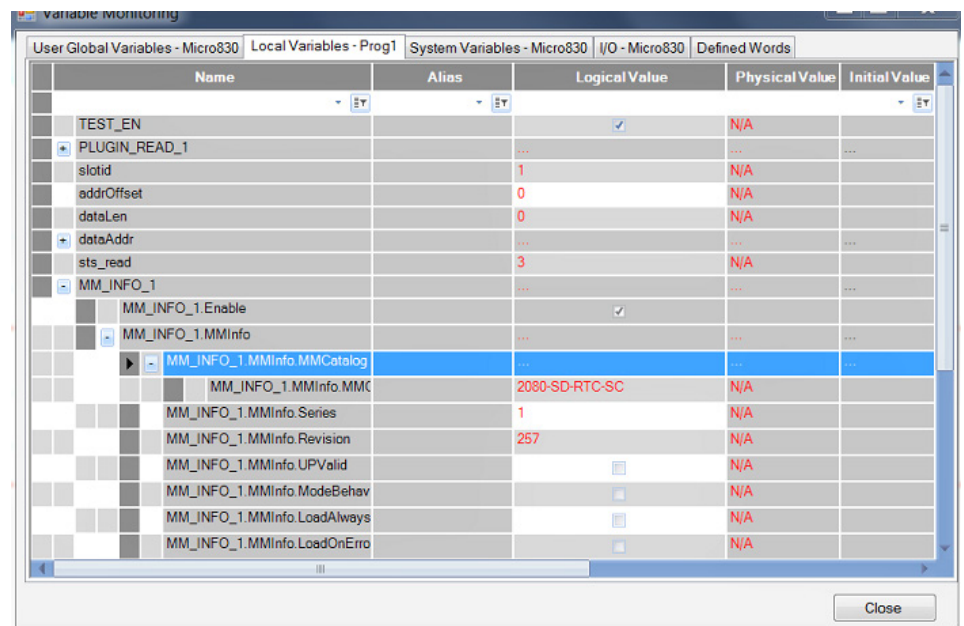 Variable Monitoring
User Global Variables - Micro830 Local Variables - Prog1 System Variables - Micro830 I/O - Micro830 Defined Words
Name Alias Logical Value Physical Value Initial Value
TEST_EN N/A
PLUGIN_READ_1 ... ... ...
slotid 1 N/A
addrOffset 0 N/A
dataLen 0 N/A
dataAddr ... ... ...
sts_read 3 N/A
MM_INFO_1 ... ... ...
MM_INFO_1.Enable
MM_INFO_1.MMInfo ... ... ...
MM_INFO_1.MMInfo.MMCatalog ... ... ...
MM_INFO_1.MMInfo.MMC 2080-SD-RTC-SC N/A
MM_INFO_1.MMInfo.Series 1 N/A
MM_INFO_1.MMInfo.Revision 257 N/A
MM_INFO_1.MMInfo.UPValid N/A
MM_INFO_1.MMInfo.ModeBehav N/A
MM_INFO_1.MMInfo.LoadAlways N/A
MM_INFO_1.MMInfo.LoadOnErro N/A
Close